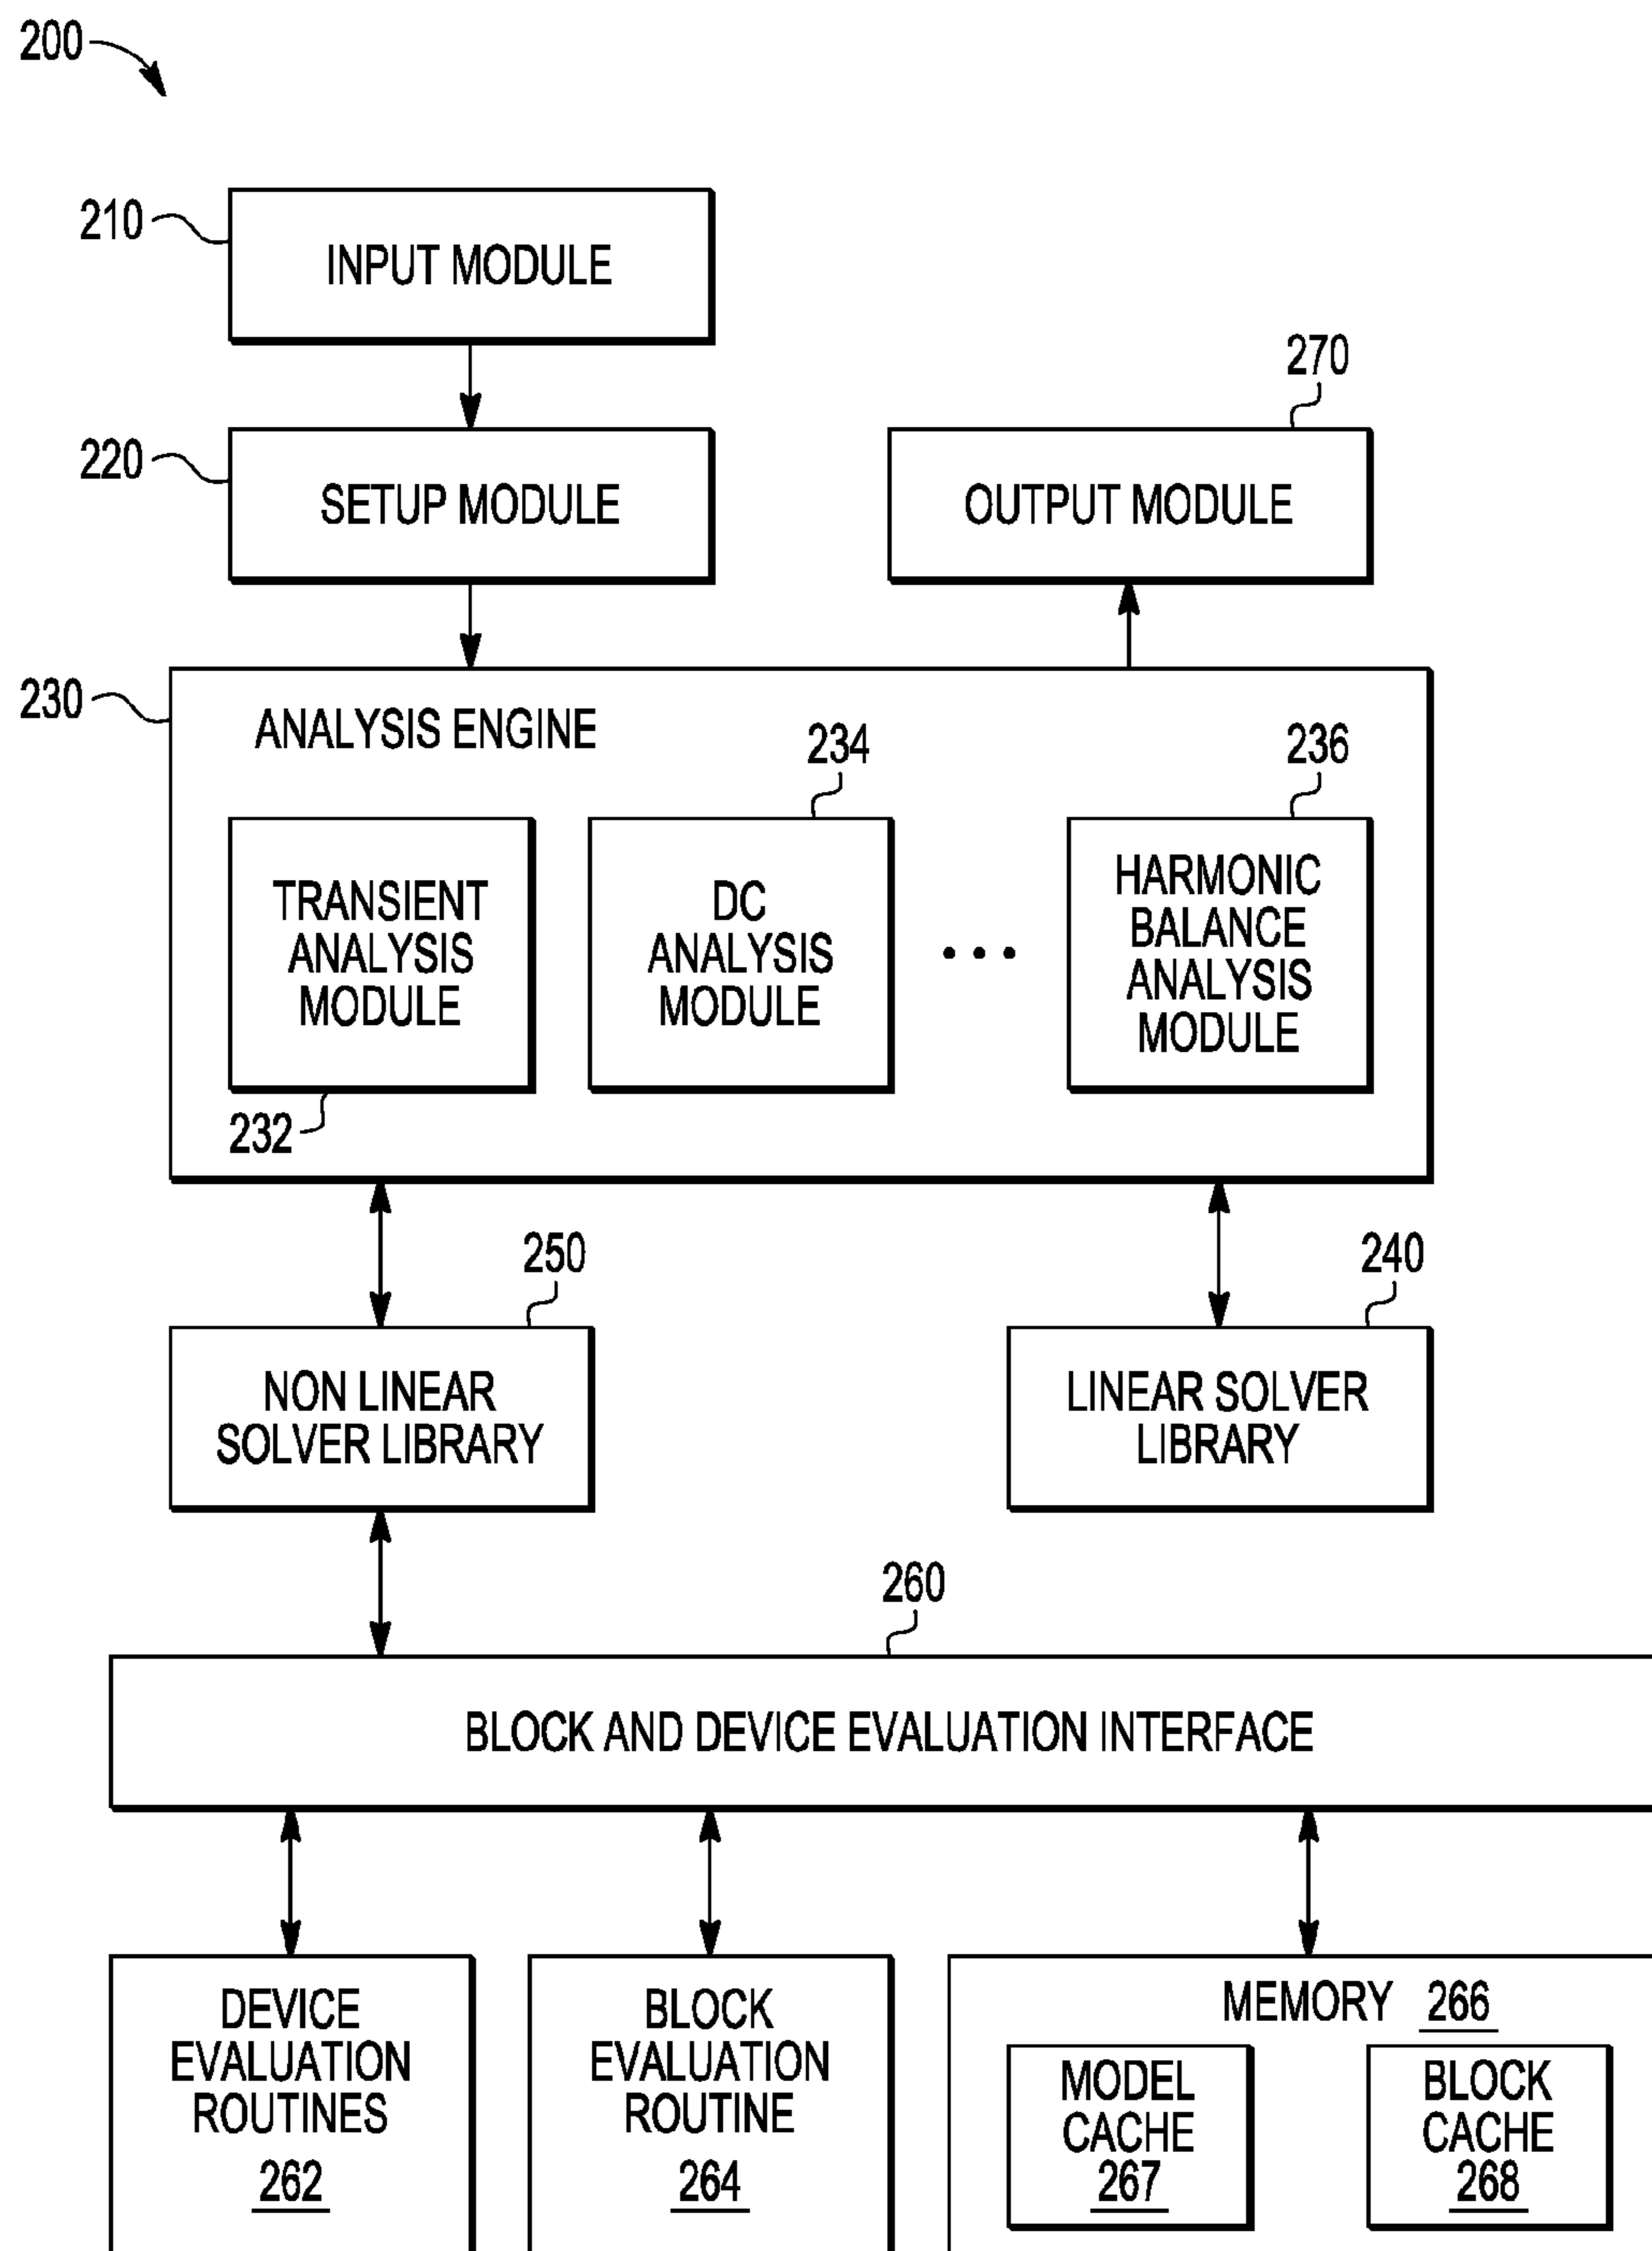 200
210
INPUT MODULE
270
220
SETUP MODULE
OUTPUT MODULE
230
ANALYSIS ENGINE
234
236
TRANSIENT
ANALYSIS
MODULE
DC
ANALYSIS
MODULE
• • •
HARMONIC
BALANCE
ANALYSIS
MODULE
232
250
240
NON LINEAR
SOLVER LIBRARY
LINEAR SOLVER
LIBRARY
260
BLOCK AND DEVICE EVALUATION INTERFACE
DEVICE
EVALUATION
ROUTINES
262
BLOCK
EVALUATION
ROUTINE
264
MEMORY 266
MODEL
CACHE
267
BLOCK
CACHE
268